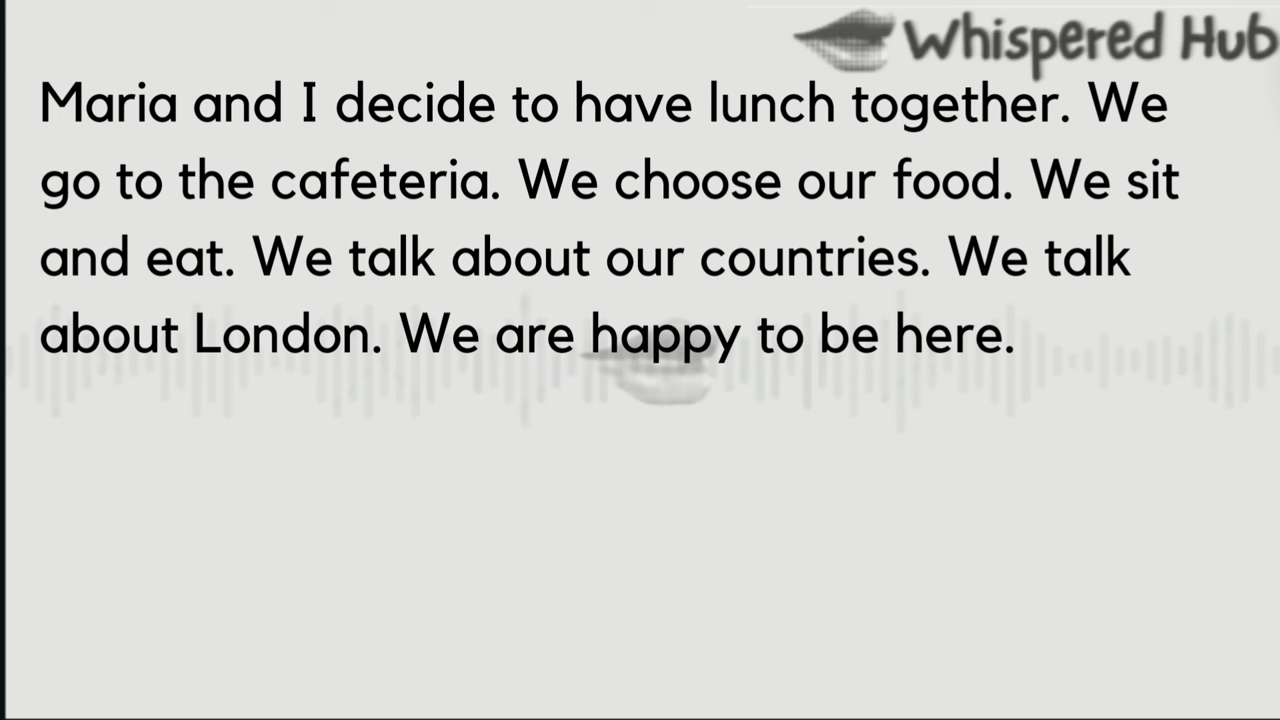 Whispered Hub
Maria and I decide to have lunch together. We
go to the cafeteria. We choose our food. We sit
and eat. We talk about our countries. We talk
about London. We are happy to be here.